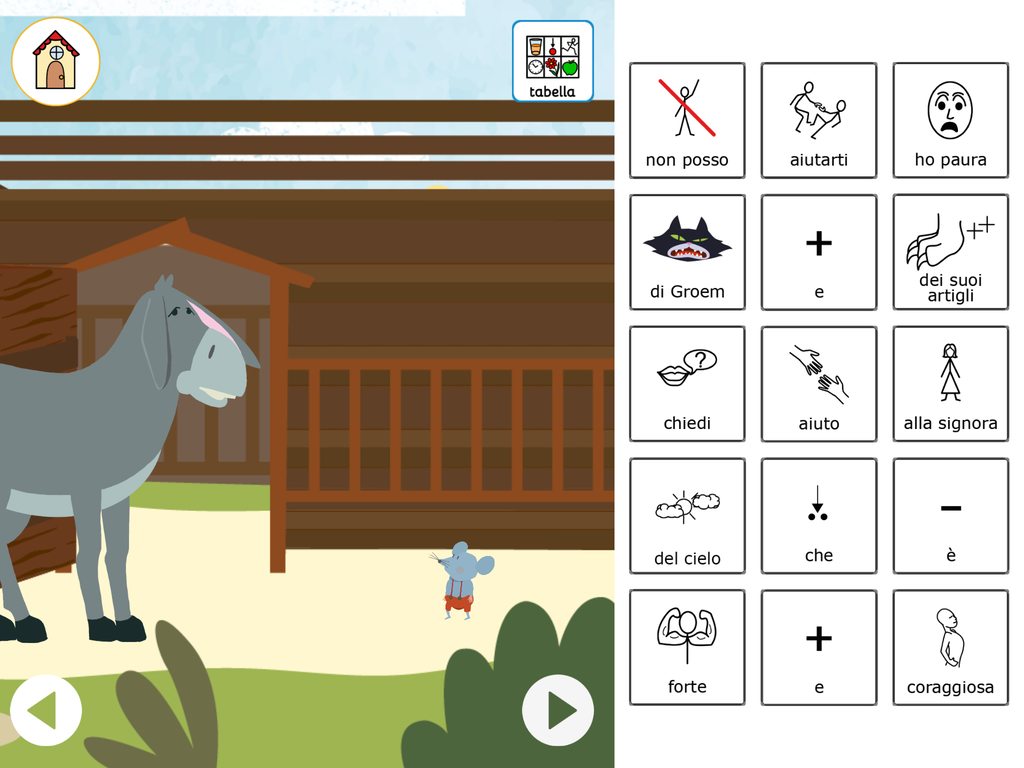 tabella
non posso
aiutarti
ho paura
di Groem
e
dei suoi
artigli
chiedi
aiuto
alla signora
del cielo
che
è
forte
e
coraggiosa